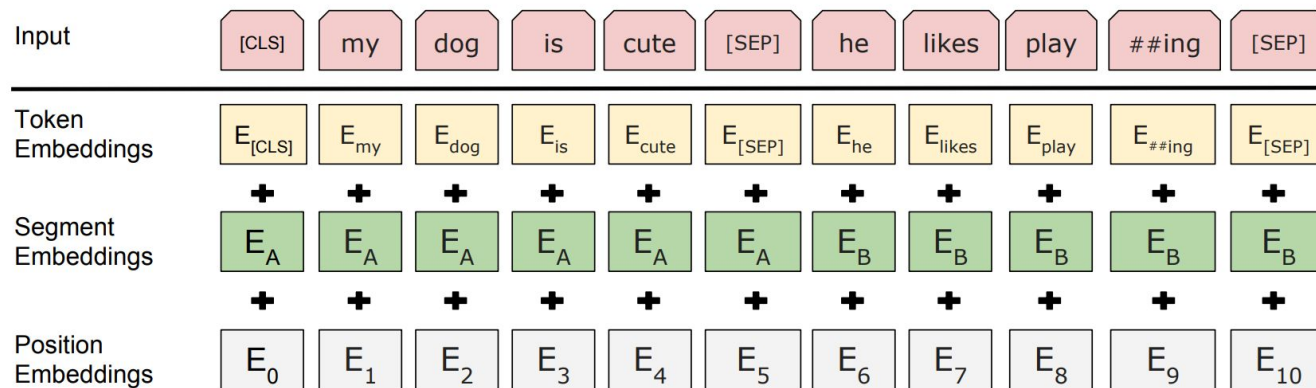 Input [CLS] my dog is cute [SEP] he likes play ##ing [SEP]
Token Embeddings E[CLS] Emy Edog Eis Ecute E[SEP] Ehe Elikes Eplay E##ing E[SEP]
+ + + + + + + + + + +
Segment Embeddings EA EA EA EA EA EA EB EB EB EB EB
+ + + + + + + + + + +
Position Embeddings E0 E1 E2 E3 E4 E5 E6 E7 E8 E9 E10